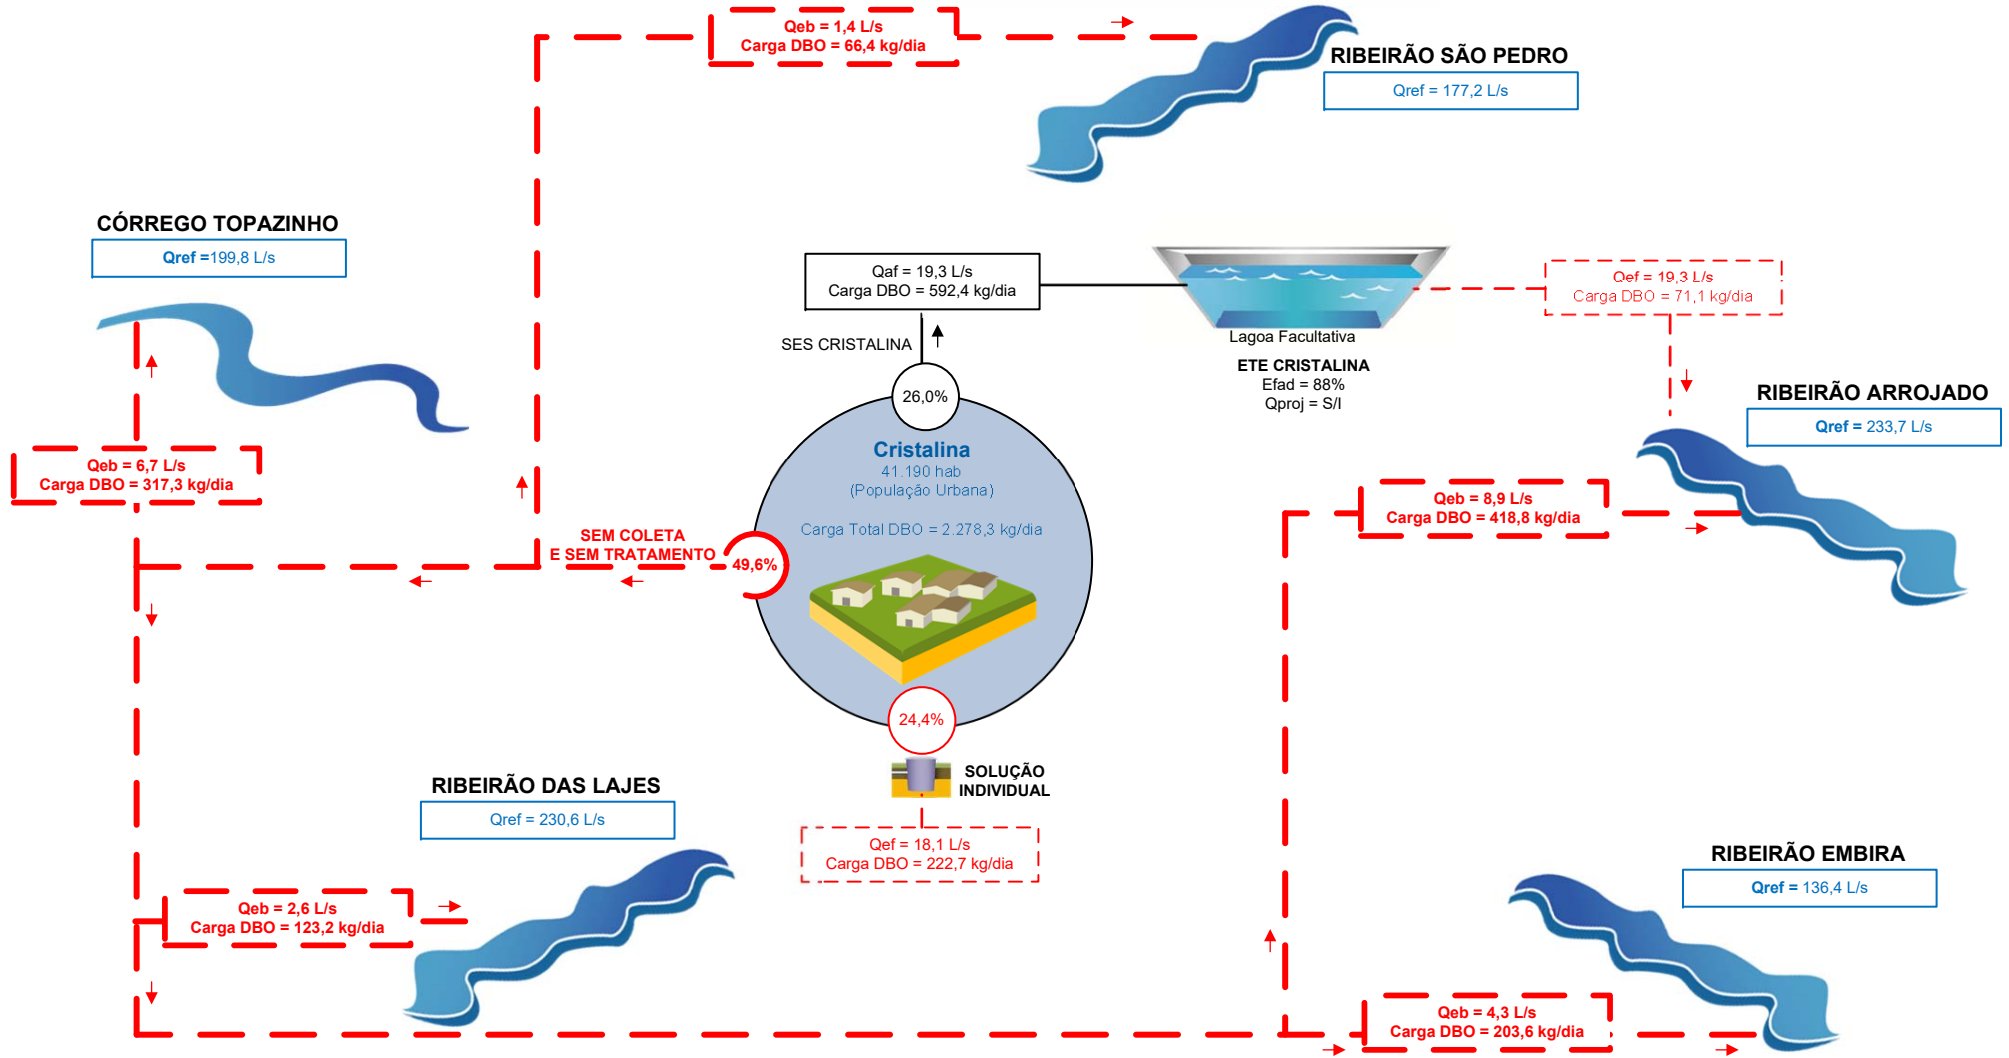 Qeb = 1,4 L/s
Carga DBO = 66,4 kg/dia
RIBEIRÃO SÃO PEDRO
Qref = 177,2 L/s
CÓRREGO TOPAZINHO
Qref =199,8 L/s
Qaf = 19,3 L/s
Carga DBO = 592,4 kg/dia
Qef = 19,3 L/s
Carga DBO = 71,1 kg/dia
SES CRISTALINA
Lagoa Facultativa
ETE CRISTALINA
Efad = 88%
Qproj = S/I
RIBEIRÃO ARROJADO
Qref = 233,7 L/s
26,0%
Cristalina
41.190 hab
(População Urbana)
Carga Total DBO = 2.278,3 kg/dia
Qeb = 6,7 L/s
Carga DBO = 317,3 kg/dia
Qeb = 8,9 L/s
Carga DBO = 418,8 kg/dia
SEM COLETA
E SEM TRATAMENTO
49,6%
24,4%
SOLUÇÃO
INDIVIDUAL
RIBEIRÃO DAS LAJES
Qref = 230,6 L/s
Qef = 18,1 L/s
Carga DBO = 222,7 kg/dia
RIBEIRÃO EMBIRA
Qref = 136,4 L/s
Qeb = 2,6 L/s
Carga DBO = 123,2 kg/dia
Qeb = 4,3 L/s
Carga DBO = 203,6 kg/dia